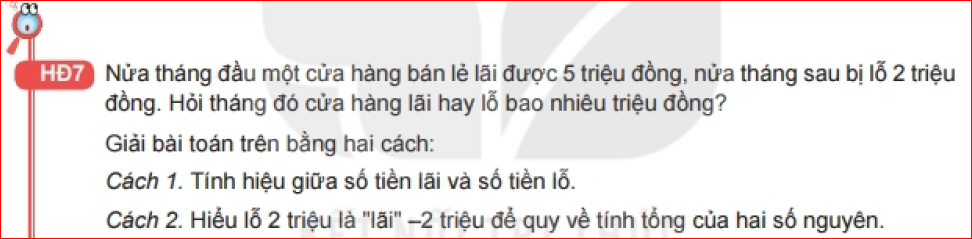 HĐ7 Nửa tháng đầu một cửa hàng bán lẻ lãi được 5 triệu đồng, nửa tháng sau bị lỗ 2 triệu
đồng. Hỏi tháng đó cửa hàng lãi hay lỗ bao nhiêu triệu đồng?
Giải bài toán trên bằng hai cách:
Cách 1. Tính hiệu giữa số tiền lãi và số tiền lỗ.
Cách 2. Hiểu lỗ 2 triệu là "lãi" –2 triệu để quy về tính tổng của hai số nguyên.